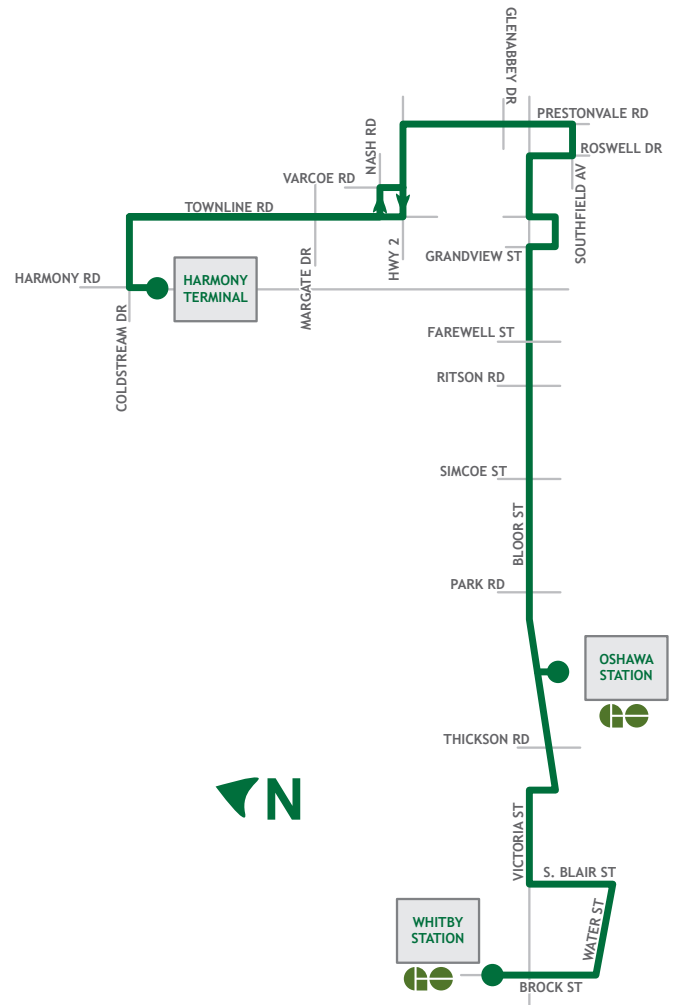 GLENABBEY DR
PRESTONVALE RD
NASH RD
ROSWELL DR
VARCOE RD
TOWNLINE RD
SOUTHFIELD AV
HWY 2
GRANDVIEW ST
MARGATE DR
HARMONY RD
HARMONY
TERMINAL
COLDSTREAM DR
FAREWELL ST
RITSON RD
SIMCOE ST
BLOOR ST
PARK RD
OSHAWA
STATION
GO
THICKSON RD
N
VICTORIA ST
S. BLAIR ST
WHITBY
STATION
GO
WATER ST
BROCK ST